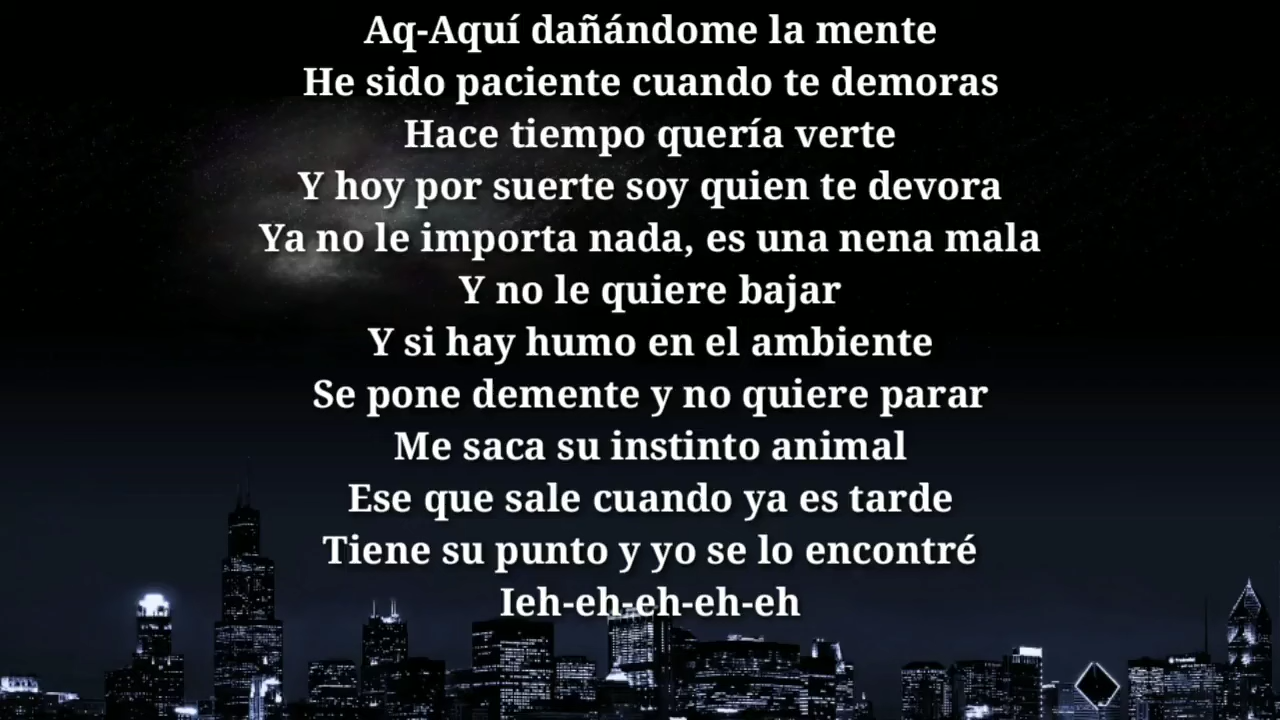 Aq-Aquí dañándome la mente
He sido paciente cuando te demoras
Hace tiempo quería verte
Y hoy por suerte soy quien te devora
Ya no le importa nada, es una nena mala
Y no le quiere bajar
Y si hay humo en el ambiente
Se pone demente y no quiere parar
Me saca su instinto animal
Ese que sale cuando ya es tarde
Tiene su punto y yo se lo encontré
Ieh-eh-eh-eh-eh